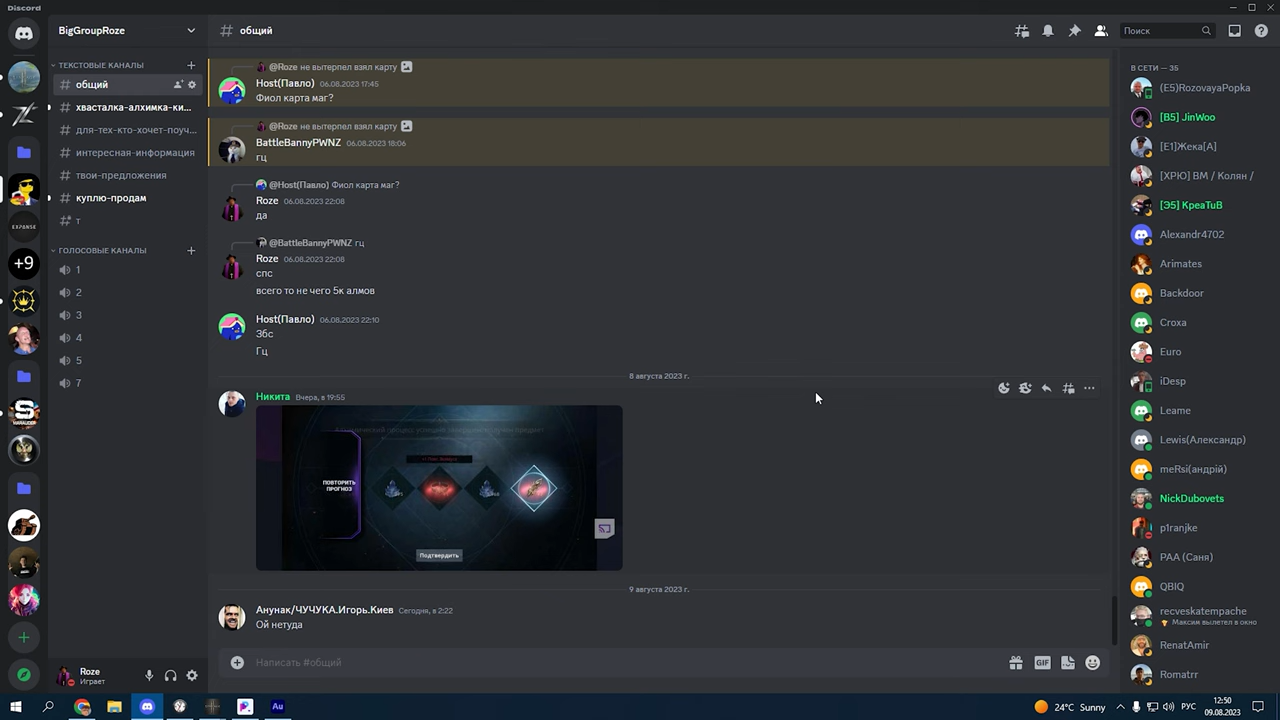 Discord
BigGroupRoze
общий
Поиск
ТЕКСТОВЫЕ КАНАЛЫ
общий
хвасталка-алхимка-ки...
для-тех-кто-хочет-поуч...
интересная-информация
твои-предложения
куплю-продам
т
ГОЛОСОВЫЕ КАНАЛЫ
1
2
3
4
5
7
EXPANSE
+9
Roze
Играет
@Roze не вытерпел взял карту
Host(Павло) 06.08.2023 17:45
Фиол карта маг?
@Roze не вытерпел взял карту
BattleBannyPWNZ 06.08.2023 18:06
гц
@Host(Павло) Фиол карта маг?
Roze 06.08.2023 22:08
да
@BattleBannyPWNZ гц
Roze 06.08.2023 22:08
спс
всего то не чего 5к алмов
Host(Павло) 06.08.2023 22:10
Збс
Гц
8 августа 2023 г.
Никита Вчера, в 19:55
ПОВТОРИТЬ
ПРОГНОЗ
Подтвердить
9 августа 2023 г.
Анунак/ЧУЧУКА.Игорь.Киев Сегодня, в 2:22
Ой нетуда
Написать #общий
GIF
В СЕТИ — 35
(E5)RozovayaPopka
[B5] JinWoo
[E1]Жека[A]
[ХРЮ] ВМ / Колян /
[Э5] КреаТuВ
Alexandr4702
Arimates
Backdoor
Croxa
Euro
iDesp
Leame
Lewis(Александр)
meRsi(андрій)
NickDubovets
p1ranjke
PAA (Саня)
QBIQ
recveskatempache
Максим вылетел в окно
RenatAmir
Romatrr
24°C Sunny
РУС
12:50
09.08.2023